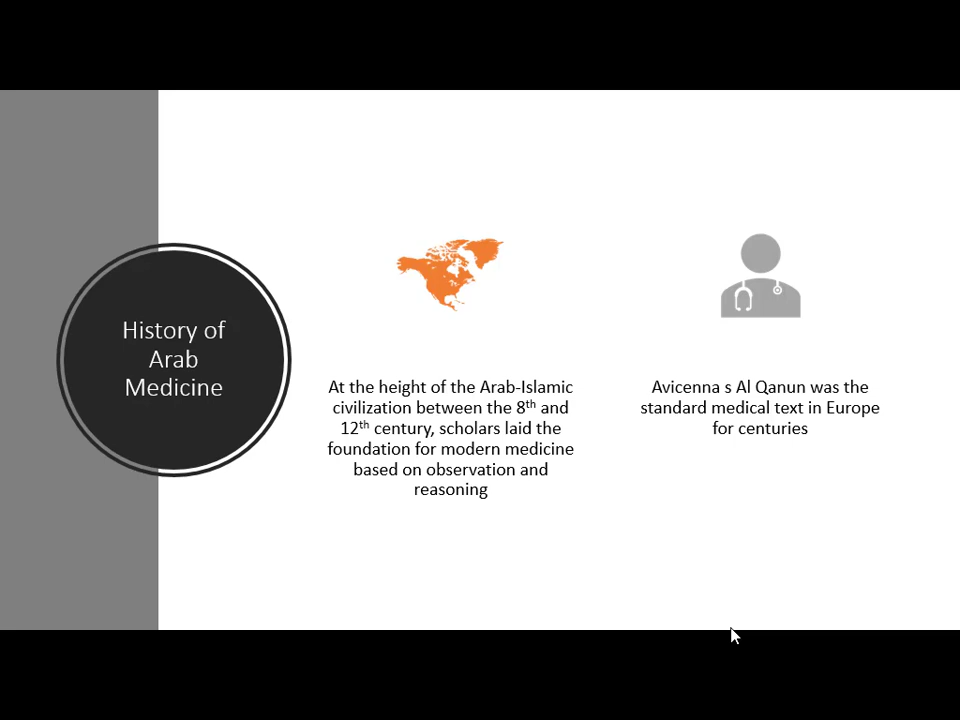 History of
Arab
Medicine
At the height of the Arab-Islamic
civilization between the 8th and
12th century, scholars laid the
foundation for modern medicine
based on observation and
reasoning
Avicenna s Al Qanun was the
standard medical text in Europe
for centuries